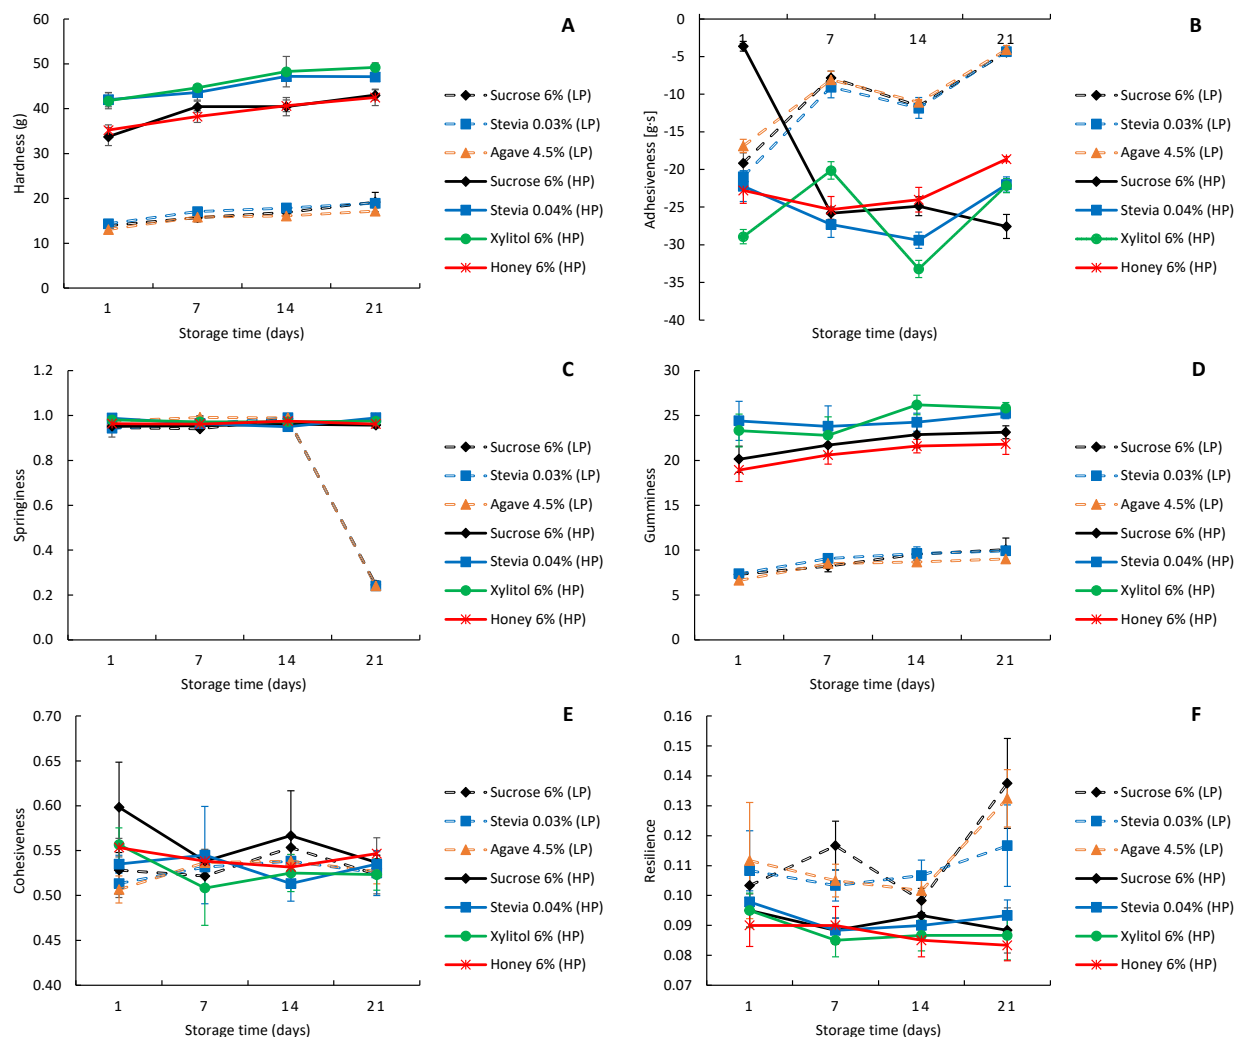 A
Hardness (g)
60
50
40
30
20
10
0
1 7 14 21
Storage time (days)
Sucrose 6% (LP)
Stevia 0.03% (LP)
Agave 4.5% (LP)
Sucrose 6% (HP)
Stevia 0.04% (HP)
Xylitol 6% (HP)
Honey 6% (HP)
B
Adhesiveness [g·s]
0
-5
-10
-15
-20
-25
-30
-35
-40
1 7 14 21
Storage time (days)
Sucrose 6% (LP)
Stevia 0.03% (LP)
Agave 4.5% (LP)
Sucrose 6% (HP)
Stevia 0.04% (HP)
Xylitol 6% (HP)
Honey 6% (HP)
C
Springiness
1.2
1.0
0.8
0.6
0.4
0.2
0.0
1 7 14 21
Storage time (days)
Sucrose 6% (LP)
Stevia 0.03% (LP)
Agave 4.5% (LP)
Sucrose 6% (HP)
Stevia 0.04% (HP)
Xylitol 6% (HP)
Honey 6% (HP)
D
Gumminess
30
25
20
15
10
5
0
1 7 14 21
Storage time (days)
Sucrose 6% (LP)
Stevia 0.03% (LP)
Agave 4.5% (LP)
Sucrose 6% (HP)
Stevia 0.04% (HP)
Xylitol 6% (HP)
Honey 6% (HP)
E
Cohesiveness
0.70
0.65
0.60
0.55
0.50
0.45
0.40
1 7 14 21
Storage time (days)
Sucrose 6% (LP)
Stevia 0.03% (LP)
Agave 4.5% (LP)
Sucrose 6% (HP)
Stevia 0.04% (HP)
Xylitol 6% (HP)
Honey 6% (HP)
F
Resilience
0.16
0.15
0.14
0.13
0.12
0.11
0.10
0.09
0.08
0.07
1 7 14 21
Storage time (days)
Sucrose 6% (LP)
Stevia 0.03% (LP)
Agave 4.5% (LP)
Sucrose 6% (HP)
Stevia 0.04% (HP)
Xylitol 6% (HP)
Honey 6% (HP)